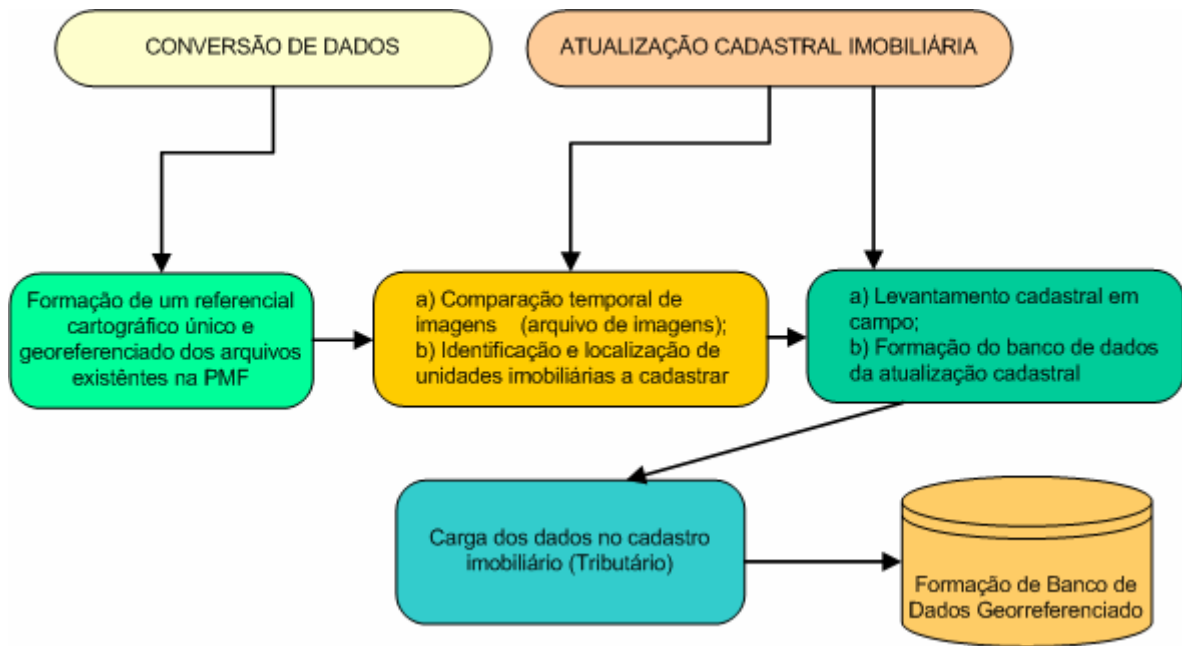 CONVERSÃO DE DADOS
ATUALIZAÇÃO CADASTRAL IMOBILIÁRIA
Formação de um referencial
cartográfico único e
georeferenciado dos arquivos
existêntes na PMF
a) Comparação temporal de
imagens (arquivo de imagens);
b) Identificação e localização de
unidades imobiliárias a cadastrar
a) Levantamento cadastral em
campo;
b) Formação do banco de dados
da atualização cadastral
Carga dos dados no cadastro
imobiliário (Tributário)
Formação de Banco de
Dados Georreferenciado